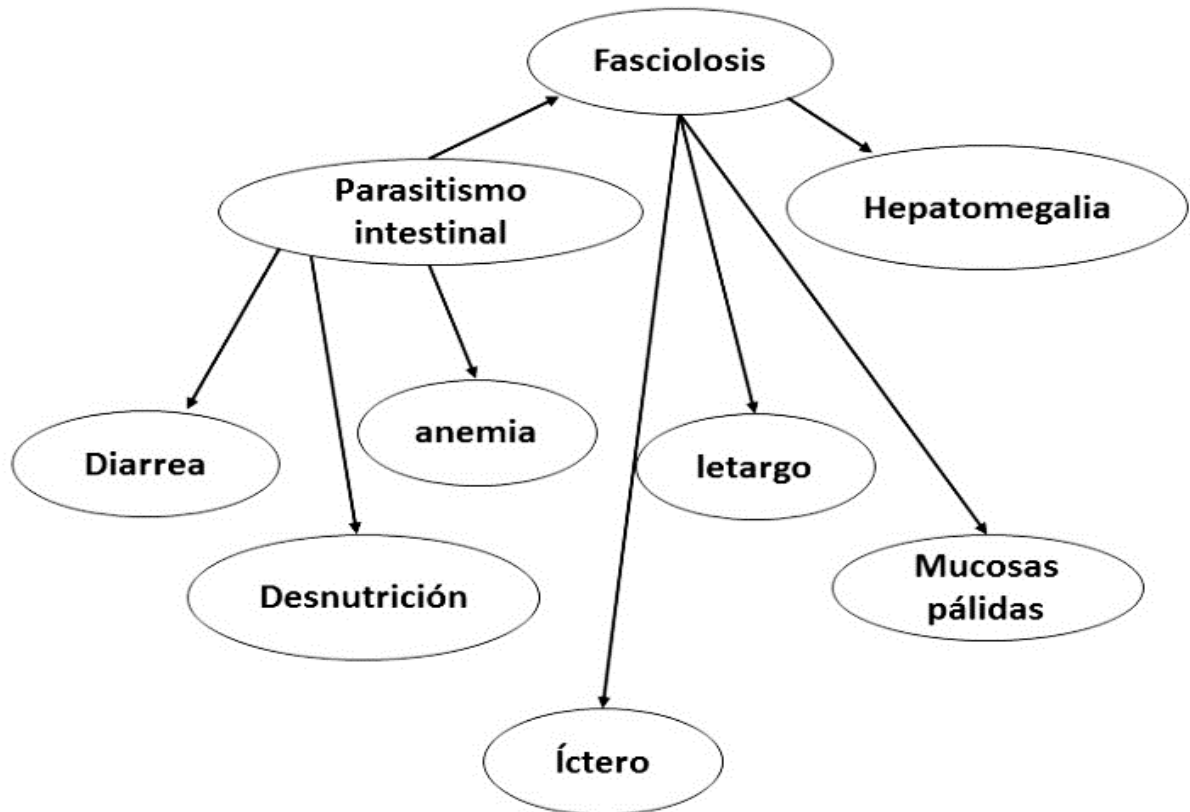 Fasciolosis
Parasitismo
intestinal
Hepatomegalia
anemia
Diarrea
letargo
Desnutrición
Mucosas
pálidas
Íctero